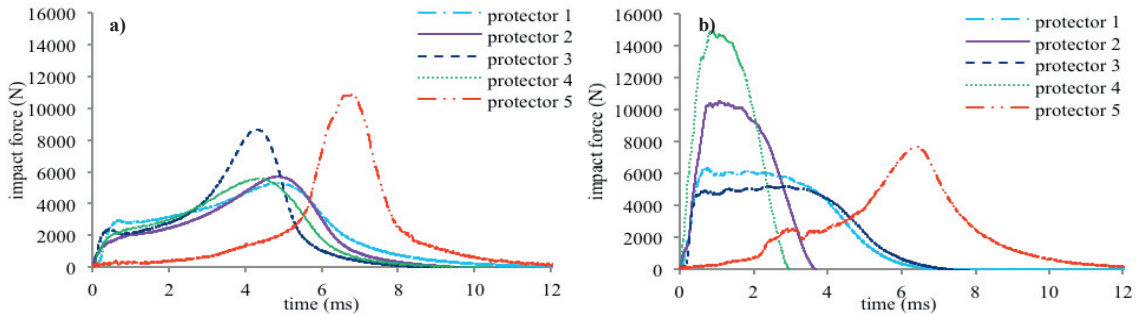 a)
16000
14000
12000
10000
8000
6000
4000
2000
0
impact force (N)
0 2 4 6 8 10 12
time (ms)
protector 1
protector 2
protector 3
protector 4
protector 5
b)
16000
14000
12000
10000
8000
6000
4000
2000
0
impact force (N)
0 2 4 6 8 10 12
time (ms)
protector 1
protector 2
protector 3
protector 4
protector 5